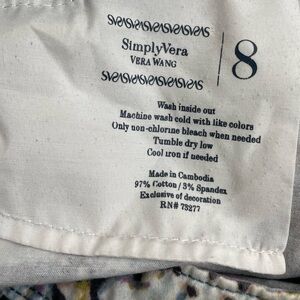 SimplyVera
VERA WANG
8
Wash inside out
Machine wash cold with like colors
Only non-chlorine bleach when needed
Tumble dry low
Cool iron if needed
Made in Cambodia
97% Cotton / 3% Spandex
Exclusive of decoration
RN# 73277